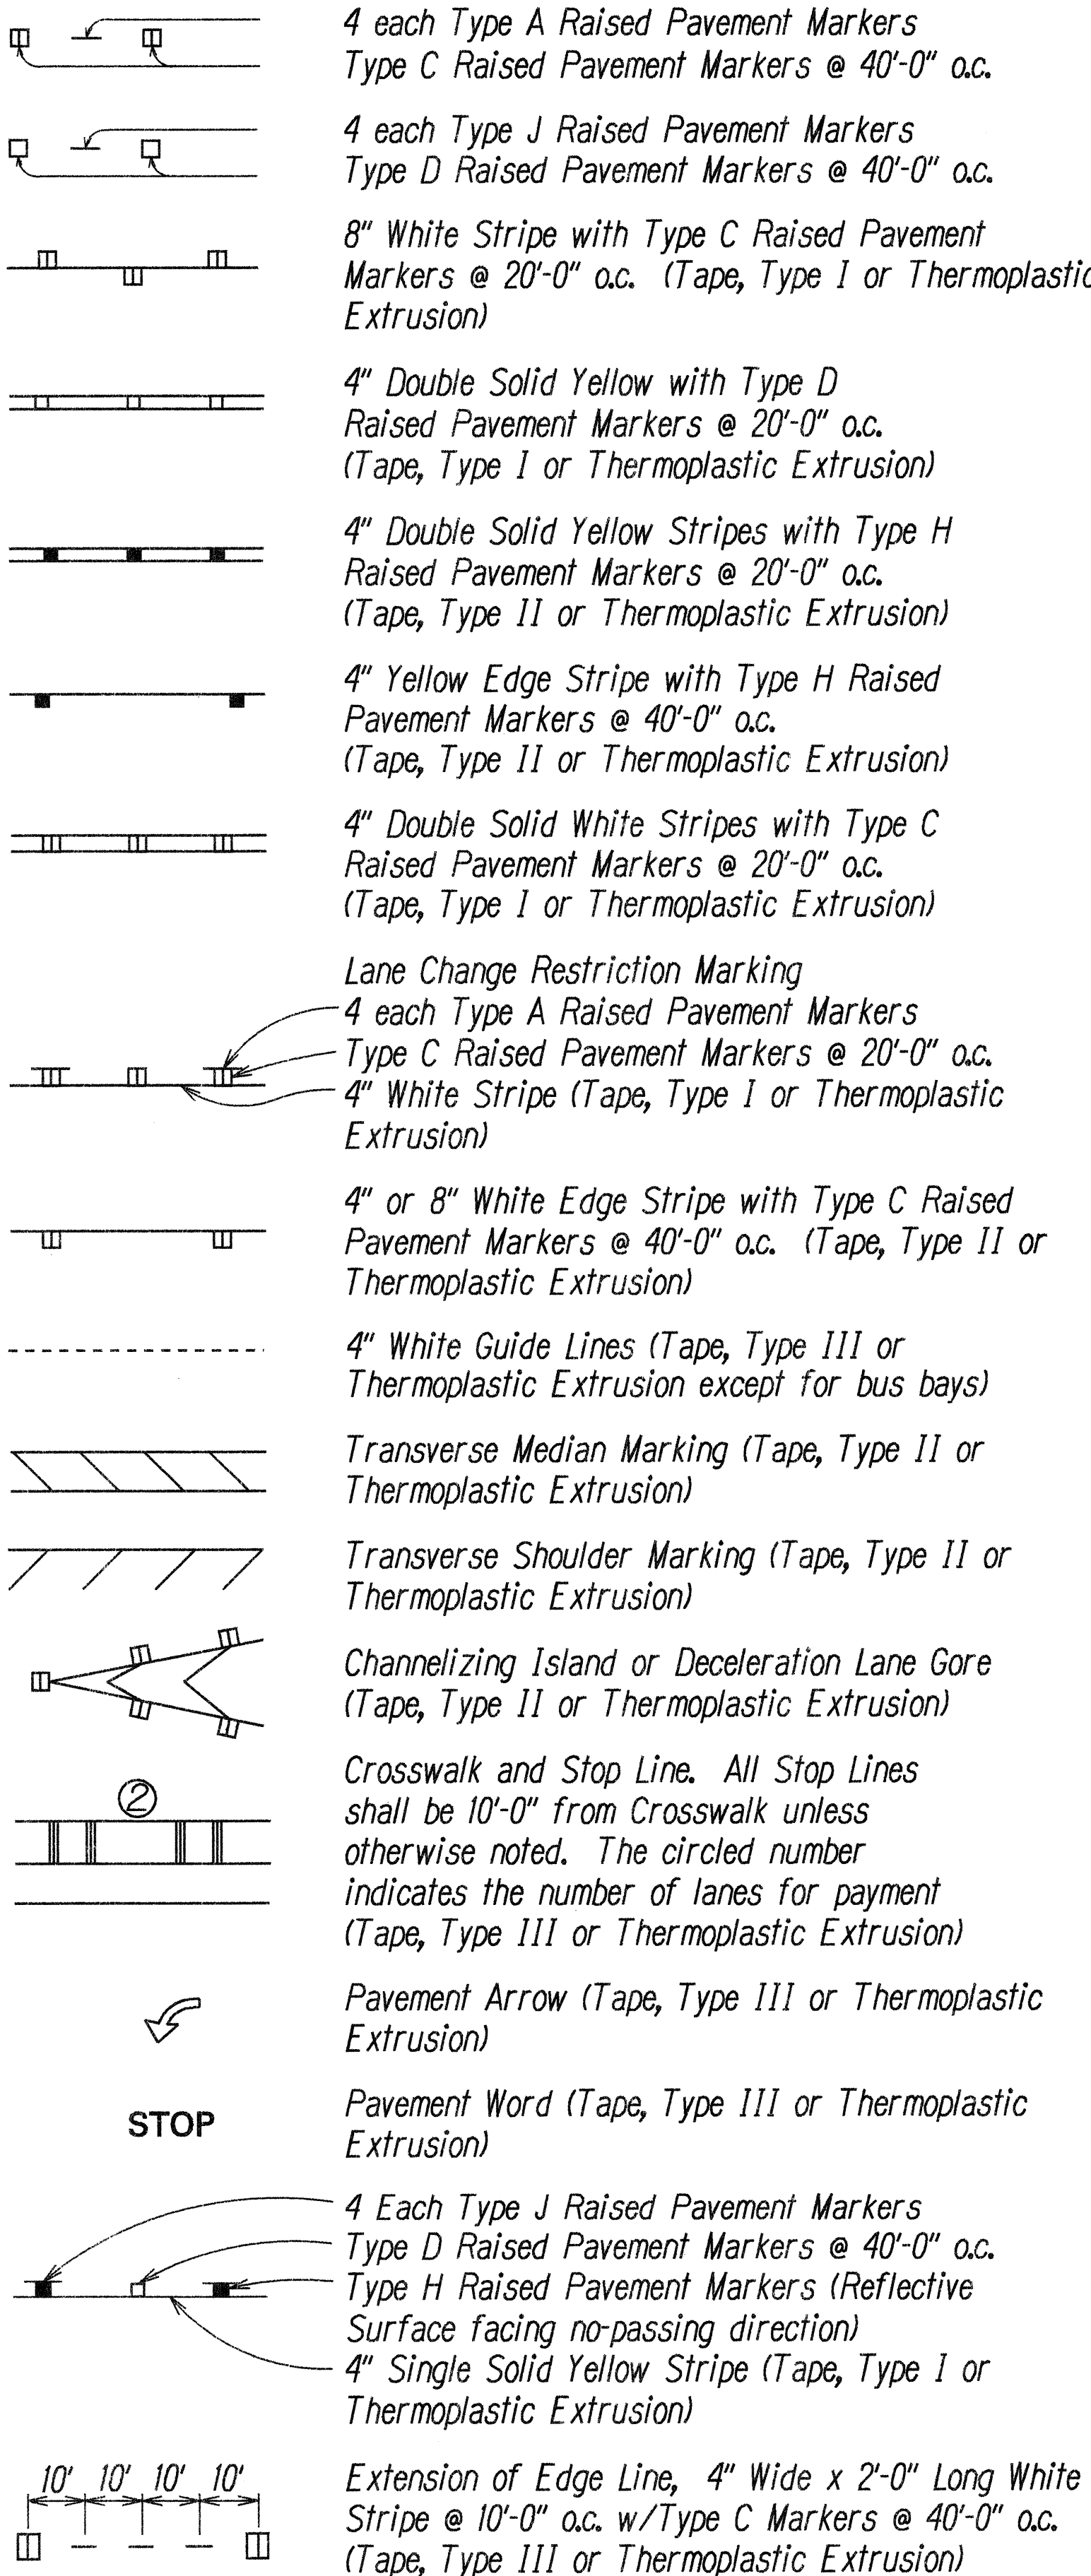 4 each Type A Raised Pavement Markers
Type C Raised Pavement Markers @ 40'-0" o.c.
4 each Type J Raised Pavement Markers
Type D Raised Pavement Markers @ 40'-0" o.c.
8" White Stripe with Type C Raised Pavement
Markers @ 20'-0" o.c. (Tape, Type I or Thermoplastic
Extrusion)
4" Double Solid Yellow with Type D
Raised Pavement Markers @ 20'-0" o.c.
(Tape, Type I or Thermoplastic Extrusion)
4" Double Solid Yellow Stripes with Type H
Raised Pavement Markers @ 20'-0" o.c.
(Tape, Type II or Thermoplastic Extrusion)
4" Yellow Edge Stripe with Type H Raised
Pavement Markers @ 40'-0" o.c.
(Tape, Type II or Thermoplastic Extrusion)
4" Double Solid White Stripes with Type C
Raised Pavement Markers @ 20'-0" o.c.
(Tape, Type I or Thermoplastic Extrusion)
Lane Change Restriction Marking
4 each Type A Raised Pavement Markers
Type C Raised Pavement Markers @ 20'-0" o.c.
4" White Stripe (Tape, Type I or Thermoplastic
Extrusion)
4" or 8" White Edge Stripe with Type C Raised
Pavement Markers @ 40'-0" o.c. (Tape, Type II or
Thermoplastic Extrusion)
4" White Guide Lines (Tape, Type III or
Thermoplastic Extrusion except for bus bays)
Transverse Median Marking (Tape, Type II or
Thermoplastic Extrusion)
Transverse Shoulder Marking (Tape, Type II or
Thermoplastic Extrusion)
Channelizing Island or Deceleration Lane Gore
(Tape, Type II or Thermoplastic Extrusion)
2
Crosswalk and Stop Line. All Stop Lines
shall be 10'-0" from Crosswalk unless
otherwise noted. The circled number
indicates the number of lanes for payment
(Tape, Type III or Thermoplastic Extrusion)
Pavement Arrow (Tape, Type III or Thermoplastic
Extrusion)
STOP
Pavement Word (Tape, Type III or Thermoplastic
Extrusion)
4 Each Type J Raised Pavement Markers
Type D Raised Pavement Markers @ 40'-0" o.c.
Type H Raised Pavement Markers (Reflective
Surface facing no-passing direction)
4" Single Solid Yellow Stripe (Tape, Type I or
Thermoplastic Extrusion)
10' 10' 10' 10'
Extension of Edge Line, 4" Wide x 2'-0" Long White
Stripe @ 10'-0" o.c. w/Type C Markers @ 40'-0" o.c.
(Tape, Type III or Thermoplastic Extrusion)